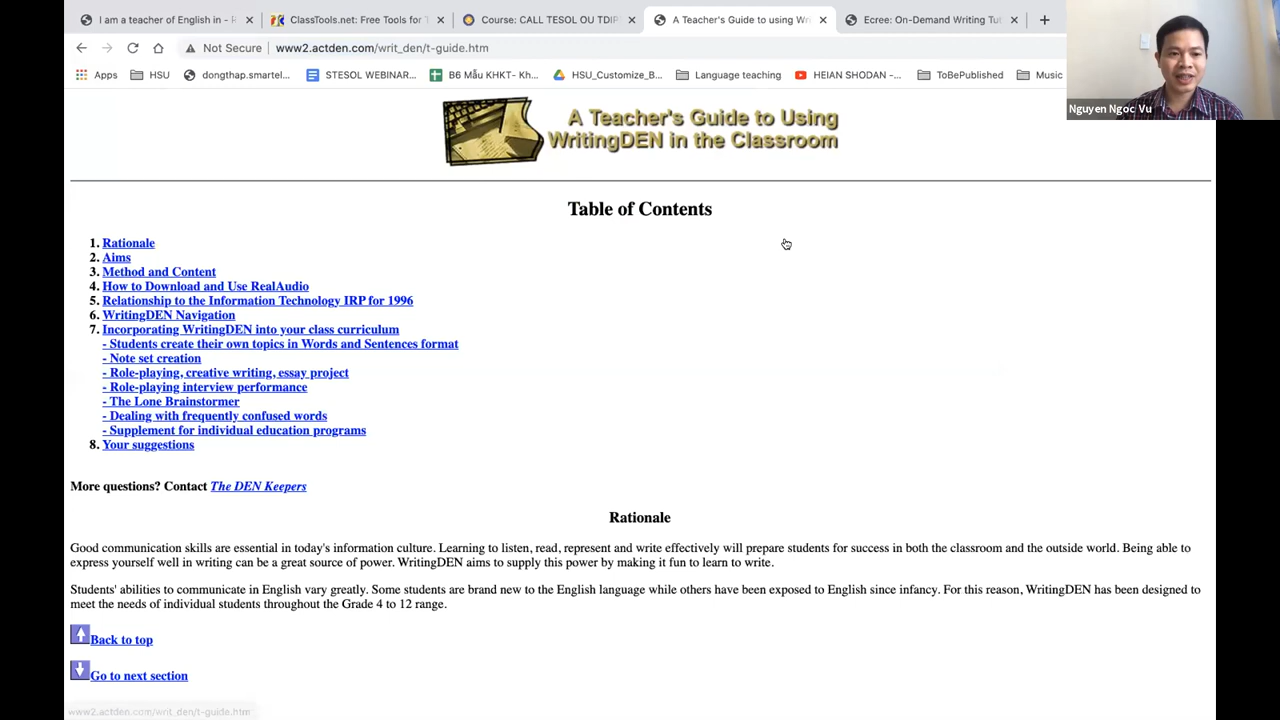 I am a teacher of English in - R
ClassTools.net: Free Tools for T
Course: CALL TESOL OU TDIP
A Teacher's Guide to using Wri
Ecree: On-Demand Writing Tut
Not Secure
www2.actden.com/writ_den/t-guide.htm
Apps
HSU
dongthap.smartel...
STESOL WEBINAR...
B6 Mẫu KHKT- Kh...
HSU_Customize_B...
Language teaching
HEIAN SHODAN -...
ToBePublished
Music
Nguyen Ngoc Vu
A Teacher's Guide to Using
WritingDEN in the Classroom
Table of Contents
1. Rationale
2. Aims
3. Method and Content
4. How to Download and Use RealAudio
5. Relationship to the Information Technology IRP for 1996
6. WritingDEN Navigation
7. Incorporating WritingDEN into your class curriculum
- Students create their own topics in Words and Sentences format
- Note set creation
- Role-playing, creative writing, essay project
- Role-playing interview performance
- The Lone Brainstormer
- Dealing with frequently confused words
- Supplement for individual education programs
8. Your suggestions
More questions? Contact The DEN Keepers
Rationale
Good communication skills are essential in today's information culture. Learning to listen, read, represent and write effectively will prepare students for success in both the classroom and the outside world. Being able to
express yourself well in writing can be a great source of power. WritingDEN aims to supply this power by making it fun to learn to write.
Students' abilities to communicate in English vary greatly. Some students are brand new to the English language while others have been exposed to English since infancy. For this reason, WritingDEN has been designed to
meet the needs of individual students throughout the Grade 4 to 12 range.
Back to top
Go to next section
www2.actden.com/writ_den/t-guide.htm